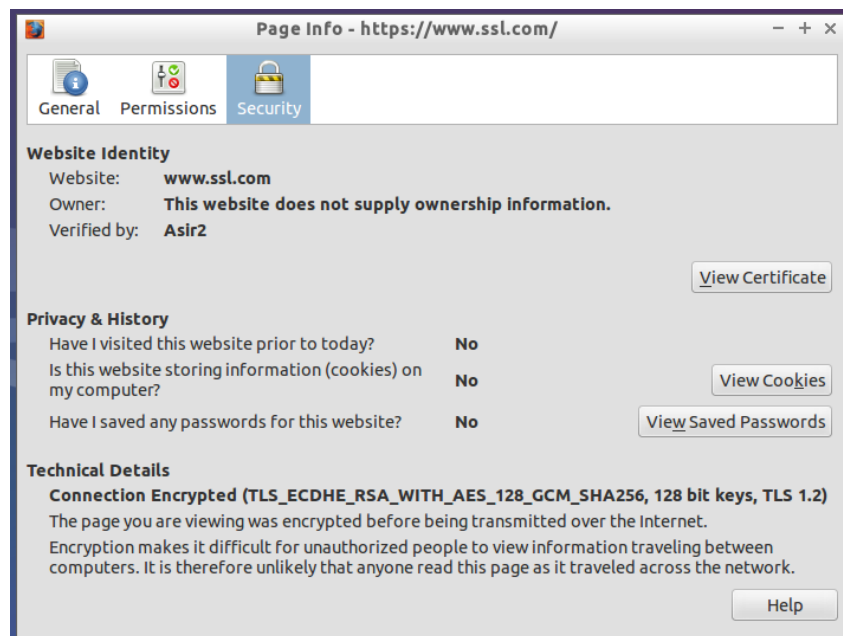 Page Info - https://www.ssl.com/
General Permissions Security
Website Identity
Website: www.ssl.com
Owner: This website does not supply ownership information.
Verified by: Asir2
View Certificate
Privacy & History
Have I visited this website prior to today? No
Is this website storing information (cookies) on
my computer? No View Cookies
Have I saved any passwords for this website? No View Saved Passwords
Technical Details
Connection Encrypted (TLS_ECDHE_RSA_WITH_AES_128_GCM_SHA256, 128 bit keys, TLS 1.2)
The page you are viewing was encrypted before being transmitted over the Internet.
Encryption makes it difficult for unauthorized people to view information traveling between
computers. It is therefore unlikely that anyone read this page as it traveled across the network.
Help